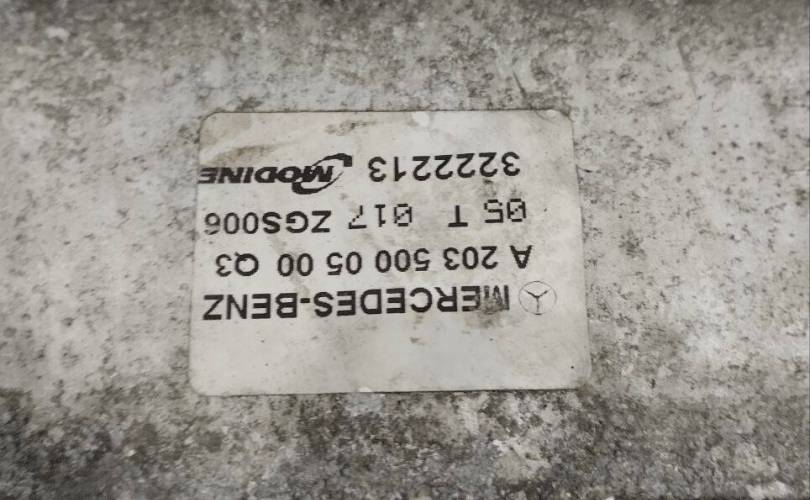 MERCEDES-BENZ
A 203 500 05 00 Q3
05 T 017 ZGS006
3222213 MODINE